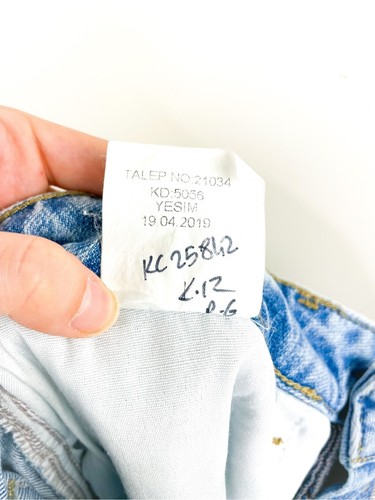 TALEP NO:21034
KD:5056
YESIM
19.04.2019
KC25842
K.12
R-G